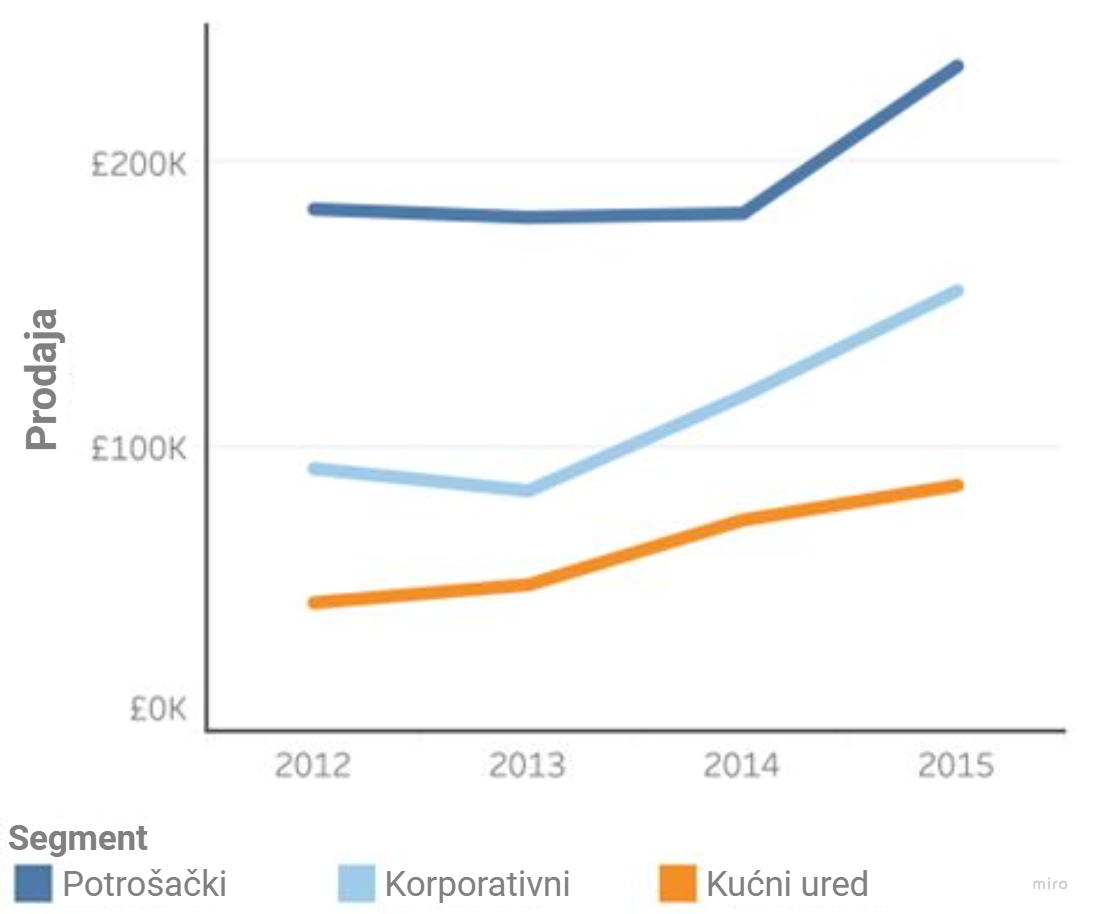 £200K
Prodaja
£100K
£0K
2012 2013 2014 2015
Segment
Potrošački Korporativni Kućni ured
miro